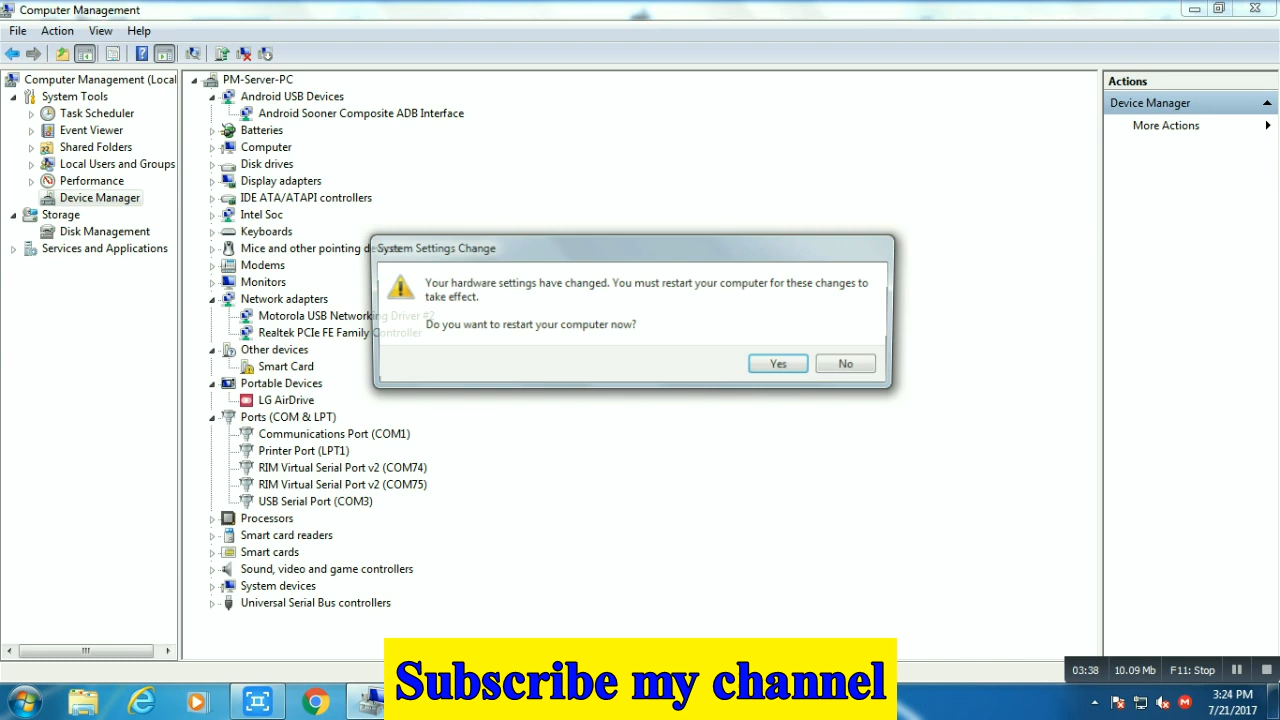 Computer Management
File Action View Help
Computer Management (Local
System Tools
Task Scheduler
Event Viewer
Shared Folders
Local Users and Groups
Performance
Device Manager
Storage
Disk Management
Services and Applications
PM-Server-PC
Android USB Devices
Android Sooner Composite ADB Interface
Batteries
Computer
Disk drives
Display adapters
IDE ATA/ATAPI controllers
Intel Soc
Keyboards
Mice and other pointing devices
Modems
Monitors
Network adapters
Motorola USB Networking Driver #2
Realtek PCIe FE Family Controller
Other devices
Smart Card
Portable Devices
LG AirDrive
Ports (COM & LPT)
Communications Port (COM1)
Printer Port (LPT1)
RIM Virtual Serial Port v2 (COM74)
RIM Virtual Serial Port v2 (COM75)
USB Serial Port (COM3)
Processors
Smart card readers
Smart cards
Sound, video and game controllers
System devices
Universal Serial Bus controllers
System Settings Change
Your hardware settings have changed. You must restart your computer for these changes to
take effect.
Do you want to restart your computer now?
Yes No
Actions
Device Manager
More Actions
Subscribe my channel
03:38 10.09 Mb F11: Stop
3:24 PM
7/21/2017